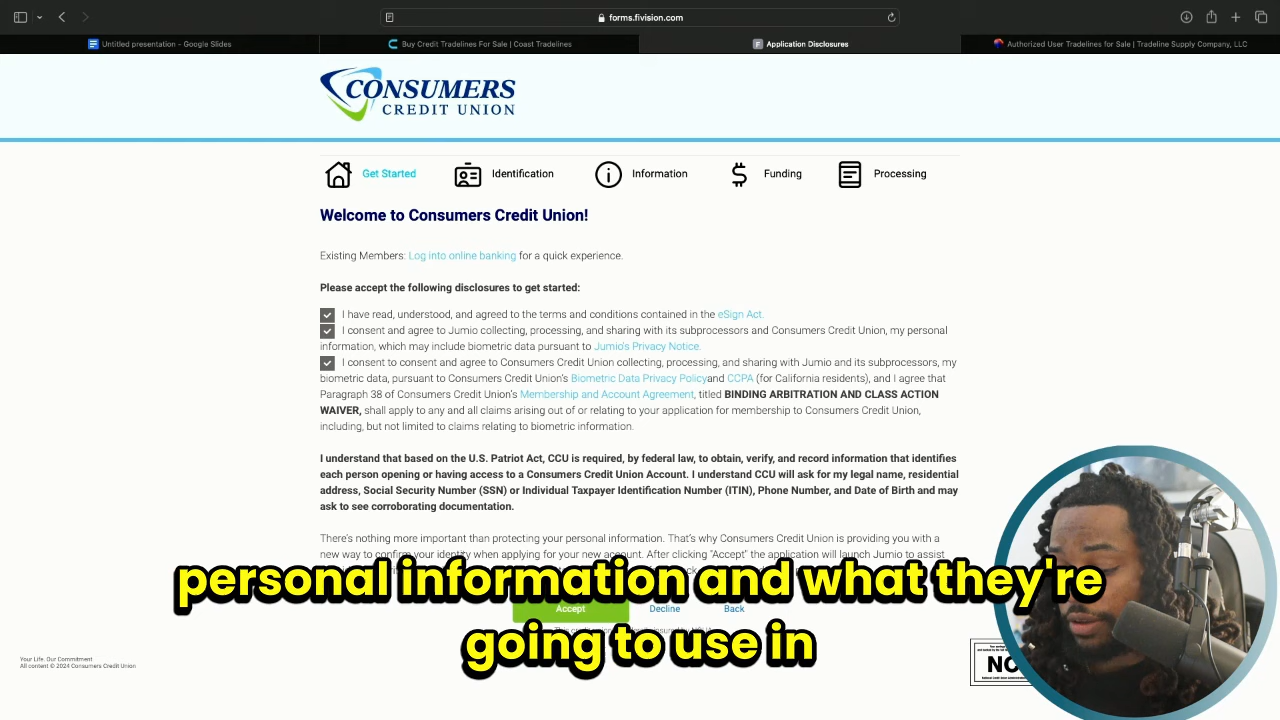 forms.fivision.com
Untitled presentation - Google Slides
Buy Credit Tradelines For Sale | Coast Tradelines
Application Disclosures
Authorized User Tradelines for Sale | Tradeline Supply Company, LLC
CONSUMERS
CREDIT UNION
Get Started
Identification
Information
Funding
Processing
Welcome to Consumers Credit Union!
Existing Members: Log into online banking for a quick experience.
Please accept the following disclosures to get started:
I have read, understood, and agreed to the terms and conditions contained in the eSign Act.
I consent and agree to Jumio collecting, processing, and sharing with its subprocessors and Consumers Credit Union, my personal
information, which may include biometric data pursuant to Jumio's Privacy Notice.
I consent to consent and agree to Consumers Credit Union collecting, processing, and sharing with Jumio and its subprocessors, my
biometric data, pursuant to Consumers Credit Union's Biometric Data Privacy Policyand CCPA (for California residents), and I agree that
Paragraph 38 of Consumers Credit Union's Membership and Account Agreement, titled BINDING ARBITRATION AND CLASS ACTION
WAIVER, shall apply to any and all claims arising out of or relating to your application for membership to Consumers Credit Union,
including, but not limited to claims relating to biometric information.
I understand that based on the U.S. Patriot Act, CCU is required, by federal law, to obtain, verify, and record information that identifies
each person opening or having access to a Consumers Credit Union Account. I understand CCU will ask for my legal name, residential
address, Social Security Number (SSN) or Individual Taxpayer Identification Number (ITIN), Phone Number, and Date of Birth and may
ask to see corroborating documentation.
There's nothing more important than protecting your personal information. That's why Consumers Credit Union is providing you with a
new way to confirm your identity when applying for your new account. After clicking "Accept" the application will launch Jumio to assist
personal information and what they're
going to use in
Accept
Decline
Back
Your Life. Our Commitment
All content © 2024 Consumers Credit Union